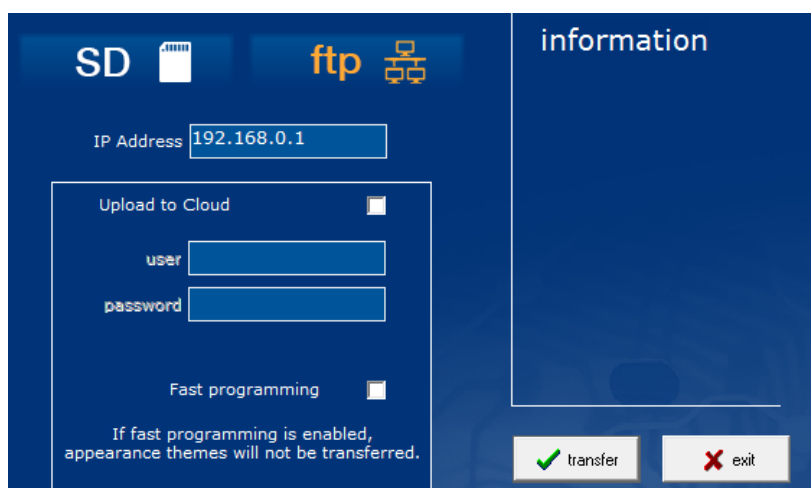 SD
ftp
information
IP Address 192.168.0.1
Upload to Cloud
user
password
Fast programming
If fast programming is enabled,
appearance themes will not be transferred.
transfer
exit